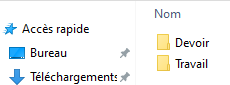 Nom
Accès rapide
Bureau
Téléchargements
Devoir
Travail